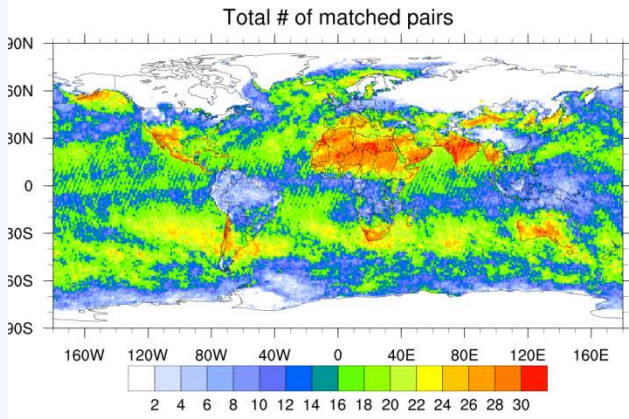 Total # of matched pairs
90N
60N
30N
0
30S
60S
90S
160W 120W 80W 40W 0 40E 80E 120E 160E
2 4 6 8 10 12 14 16 18 20 22 24 26 28 30